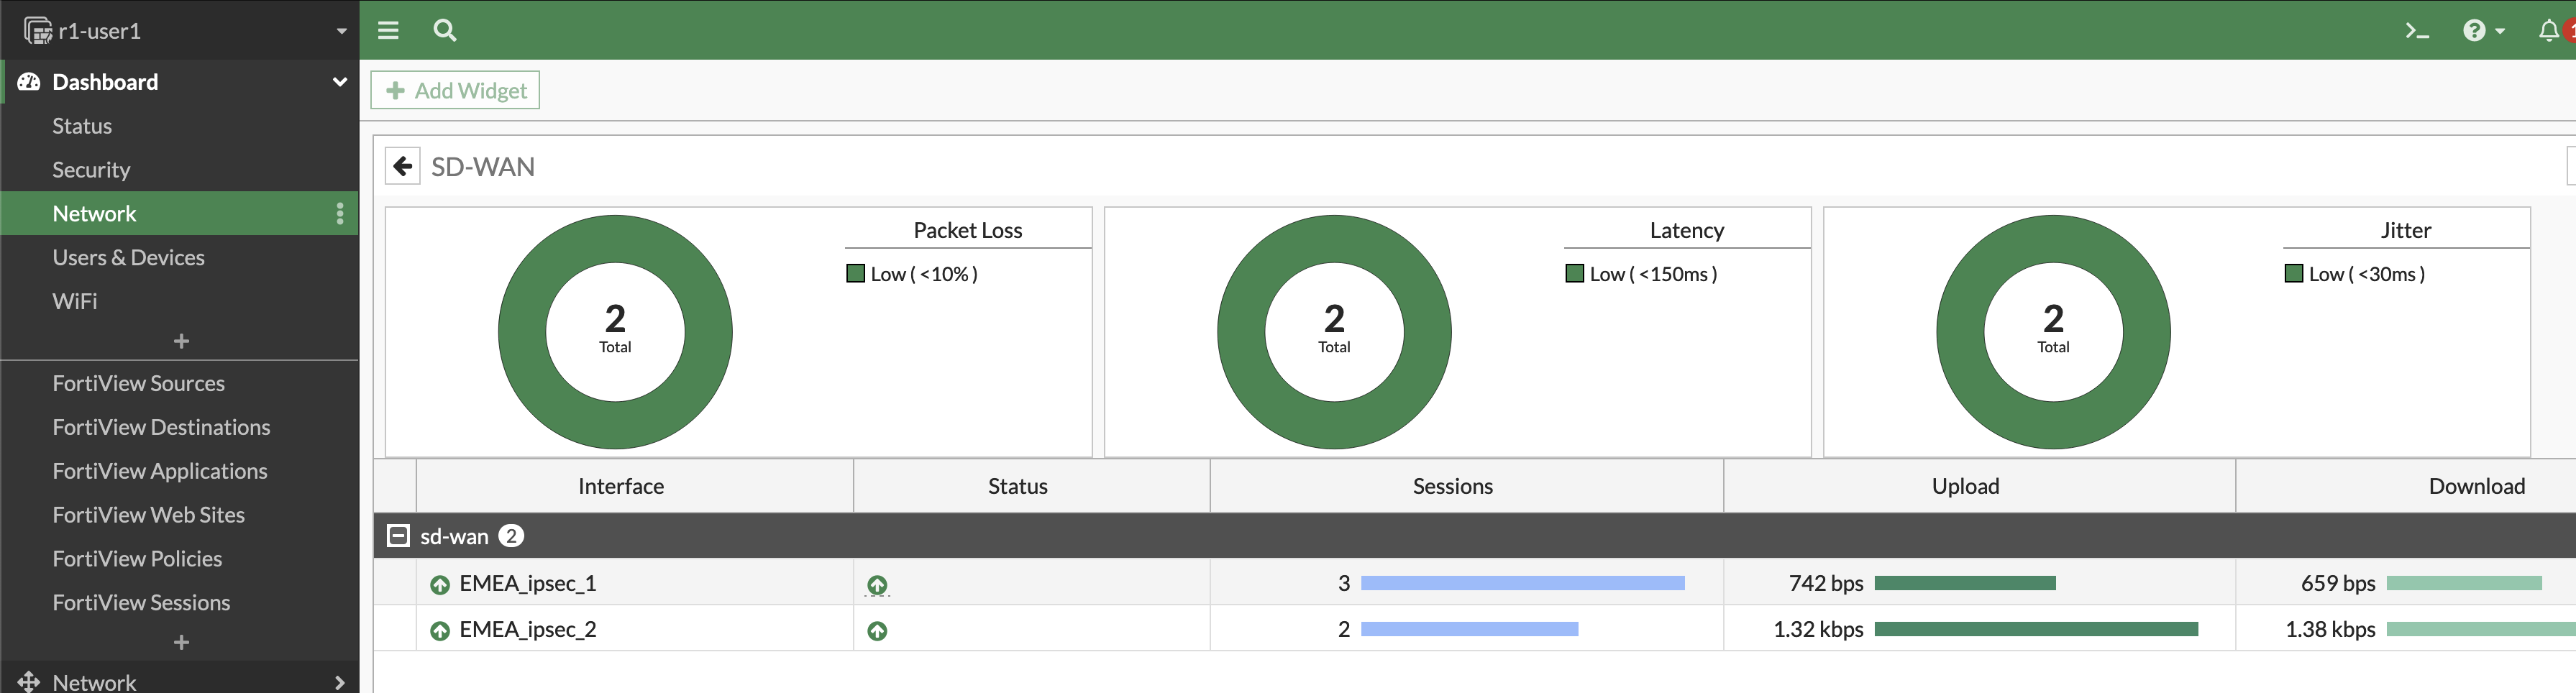 r1-user1
Dashboard
Status
Security
Network
Users & Devices
WiFi
FortiView Sources
FortiView Destinations
FortiView Applications
FortiView Web Sites
FortiView Policies
FortiView Sessions
Network
Add Widget
SD-WAN
2
Total
Packet Loss
Low ( <10% )
2
Total
Latency
Low ( <150ms )
2
Total
Jitter
Low ( <30ms )
Interface Status Sessions Upload Download
sd-wan 2
EMEA_ipsec_1 3 742 bps 659 bps
EMEA_ipsec_2 2 1.32 kbps 1.38 kbps